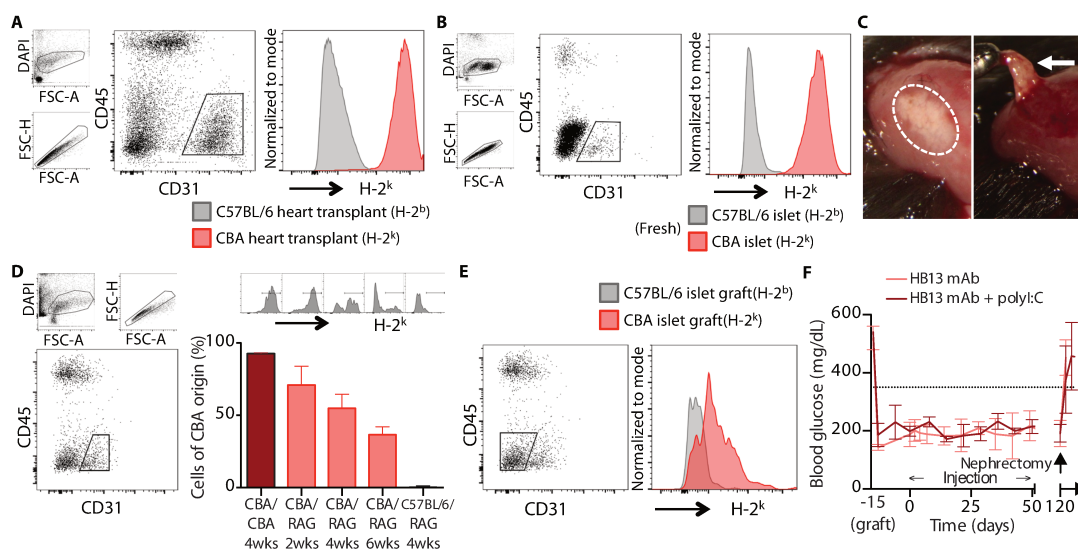 A
DAPI
FSC-A
FSC-H
FSC-A
CD45
CD31
Normalized to mode
H-2k
C57BL/6 heart transplant (H-2b)
CBA heart transplant (H-2k)
B
DAPI
FSC-A
FSC-H
FSC-A
CD45
CD31
Normalized to mode
H-2k
(Fresh)
C57BL/6 islet (H-2b)
CBA islet (H-2k)
C
D
DAPI
FSC-A
FSC-H
FSC-A
CD45
CD31
H-2k
Cells of CBA origin (%)
100
50
0
CBA/ CBA/ CBA/ CBA/ C57BL/6/
CBA RAG RAG RAG RAG
4wks 2wks 4wks 6wks 4wks
E
C57BL/6 islet graft(H-2b)
CBA islet graft(H-2k)
CD45
CD31
Normalized to mode
H-2k
F
HB13 mAb
HB13 mAb + polyI:C
Blood glucose (mg/dL)
600
400
200
0
Nephrectomy
Injection
-15 0 50 120
(graft) Time (days)